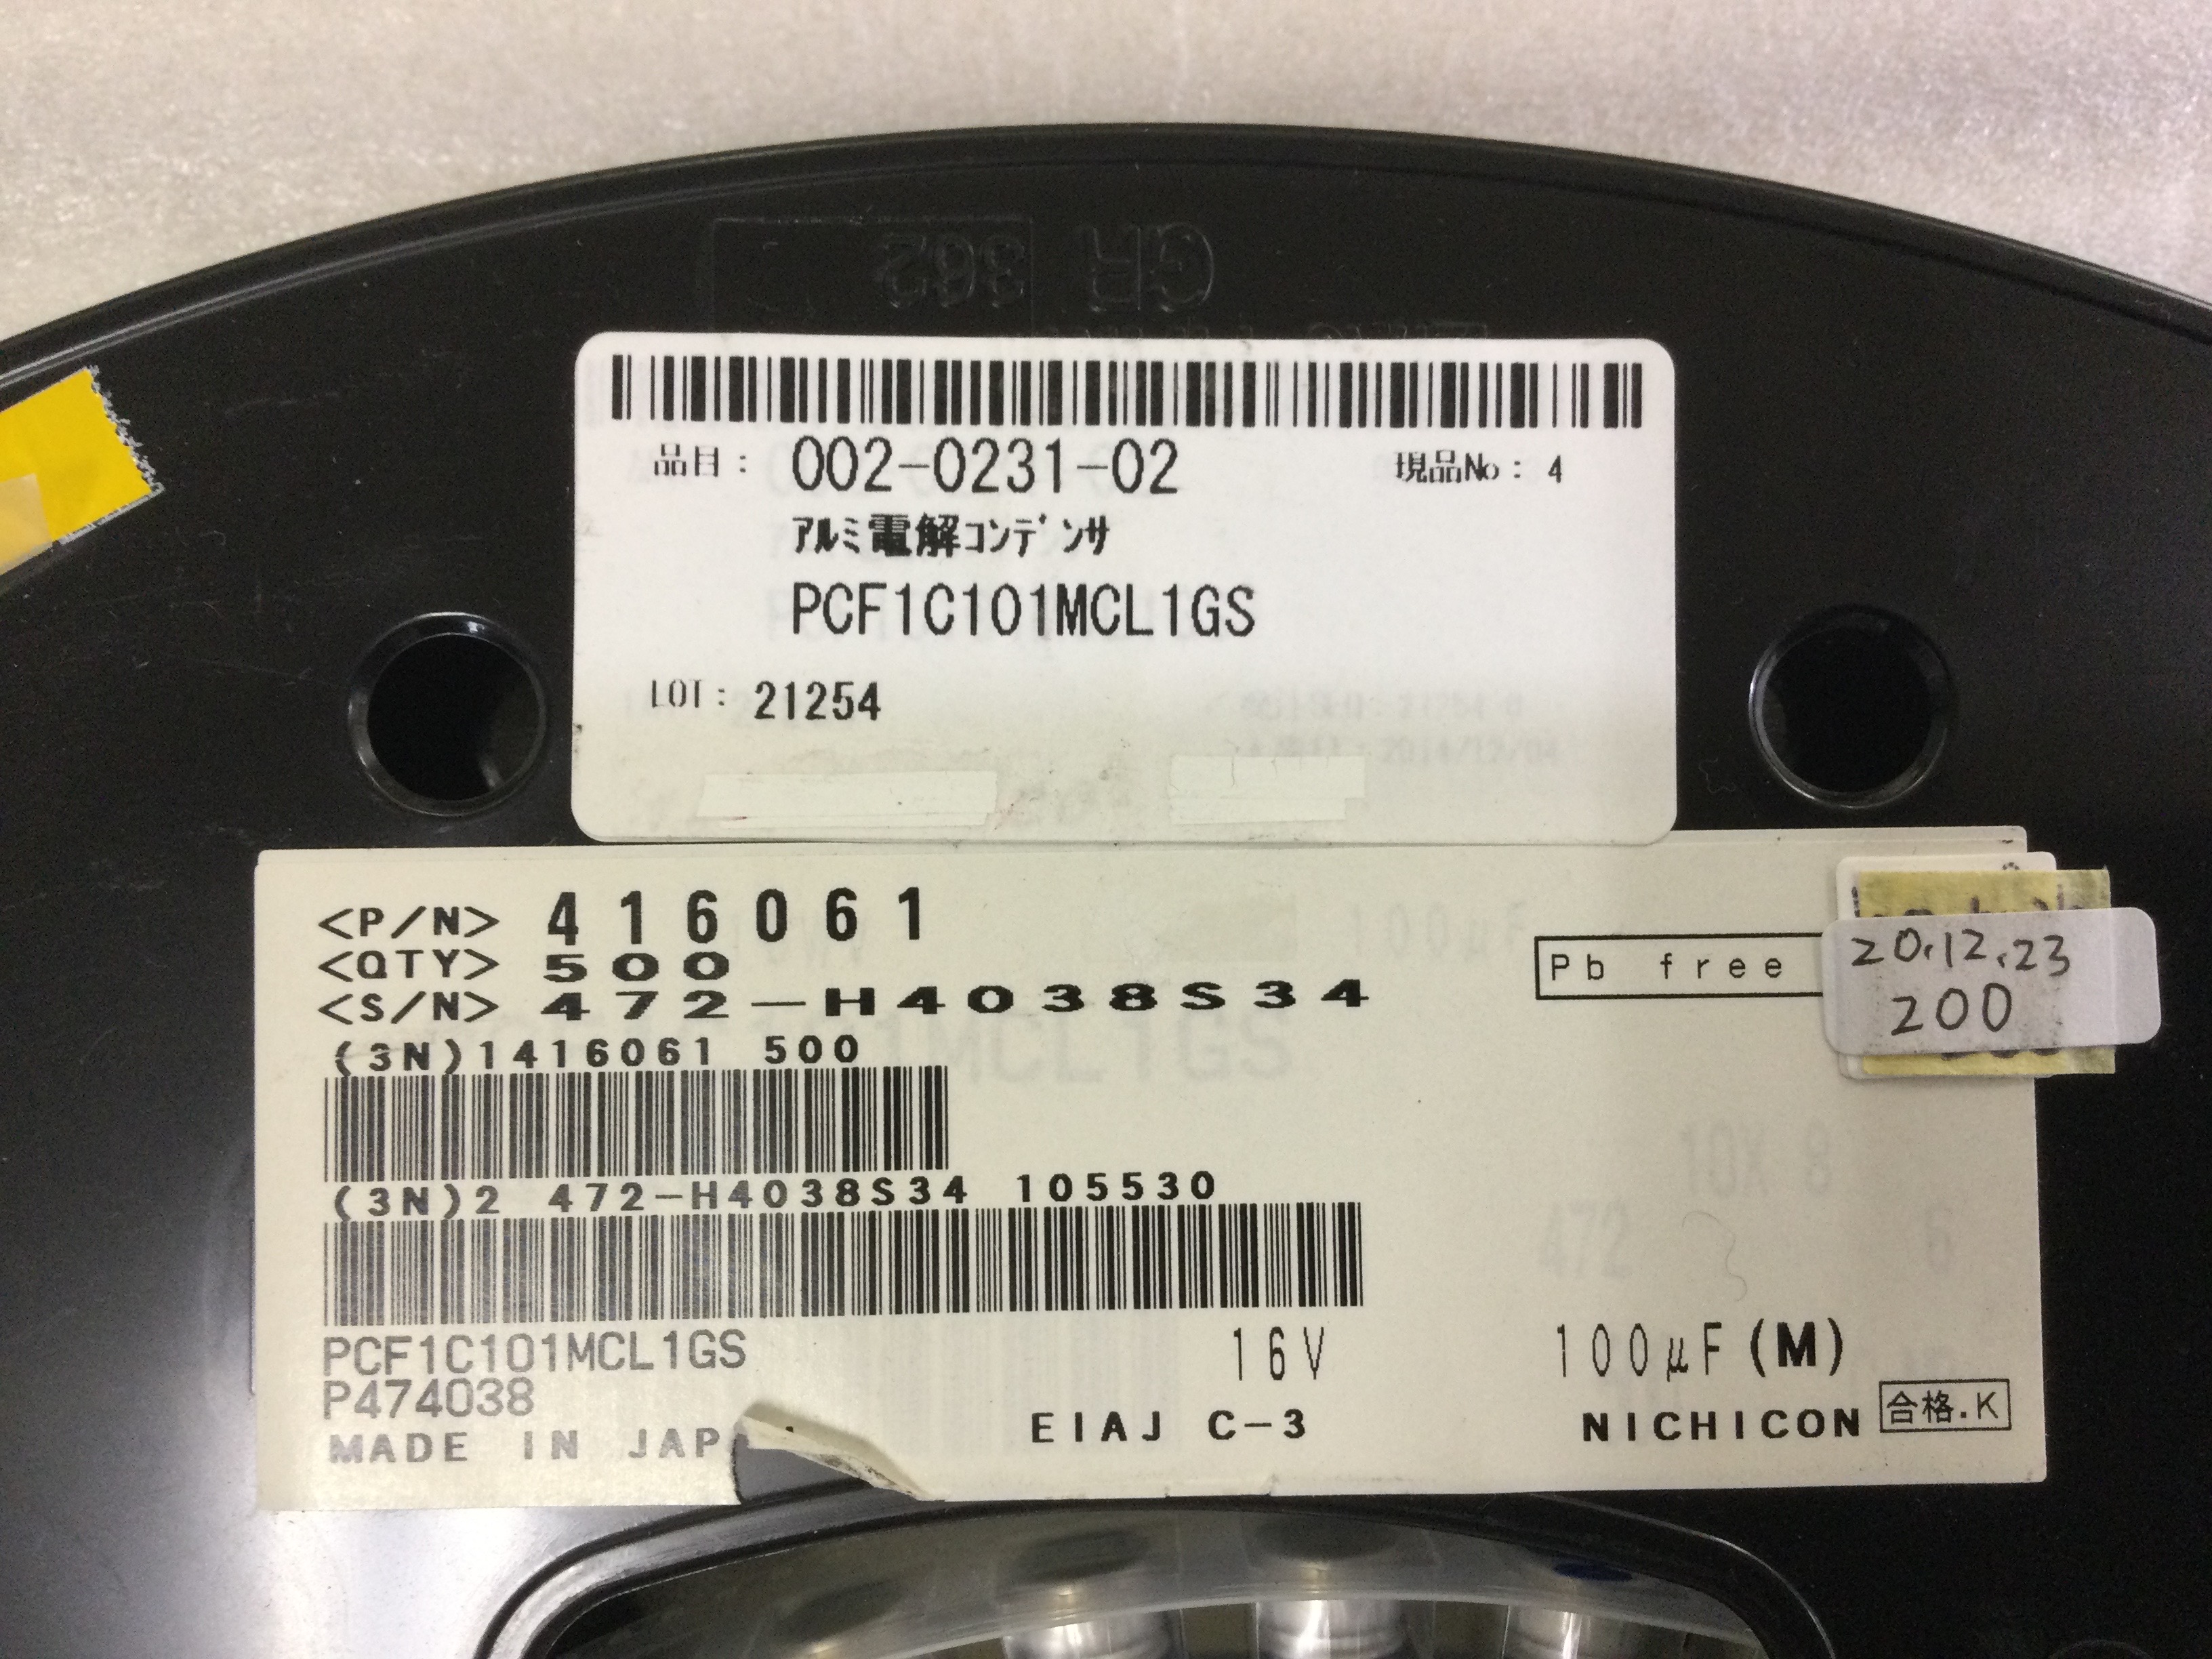 GR 362
品目： 002-0231-02 現品No： 4
ｱﾙﾐ電解ｺﾝﾃﾞﾝｻ
PCF1C101MCL1GS
LOT： 21254
<P/N> 416061
<QTY> 500
<S/N> 472-H4038S34
Pb free
20.12.23
200
(3N)1416061 500
(3N)2 472-H4038S34 105530
PCF1C101MCL1GS 16V 100μF(M)
P474038
MADE IN JAP EIAJ C-3 NICHICON 合格.K